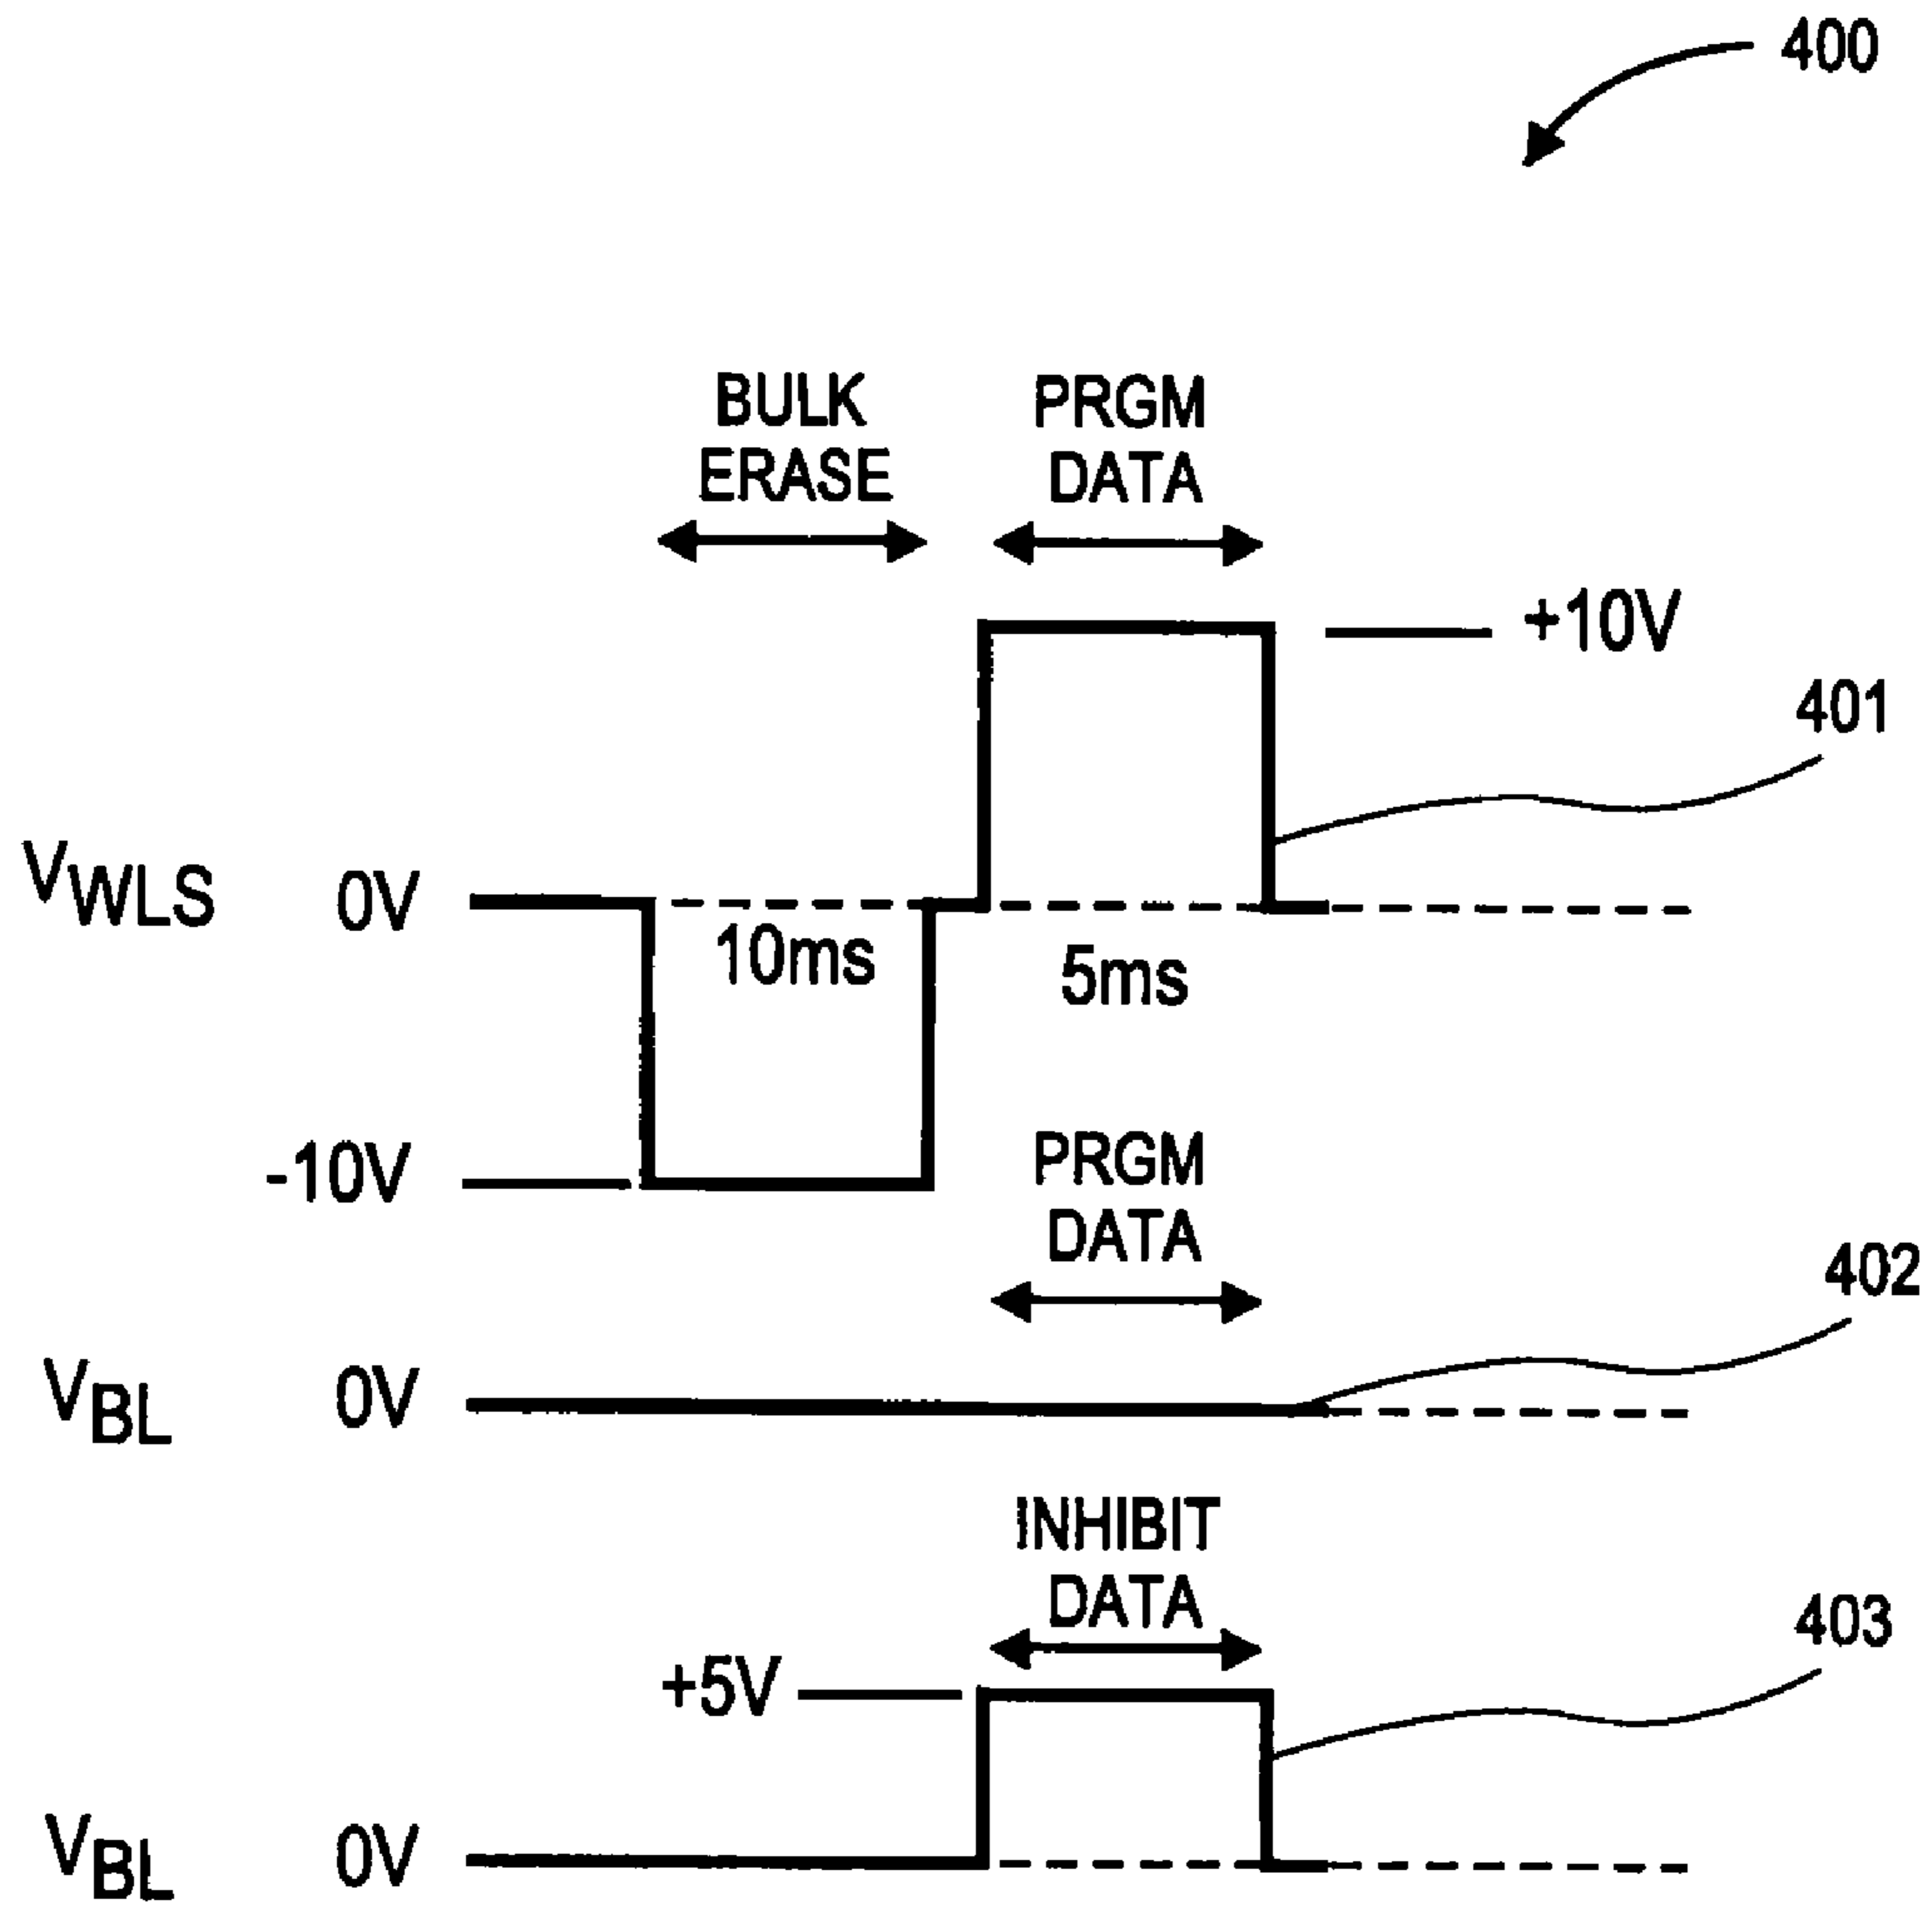 400
BULK
ERASE
PRGM
DATA
+10V
401
VWLS
0V
10ms
5ms
-10V
PRGM
DATA
402
VBL
0V
INHIBIT
DATA
403
+5V
VBL
0V